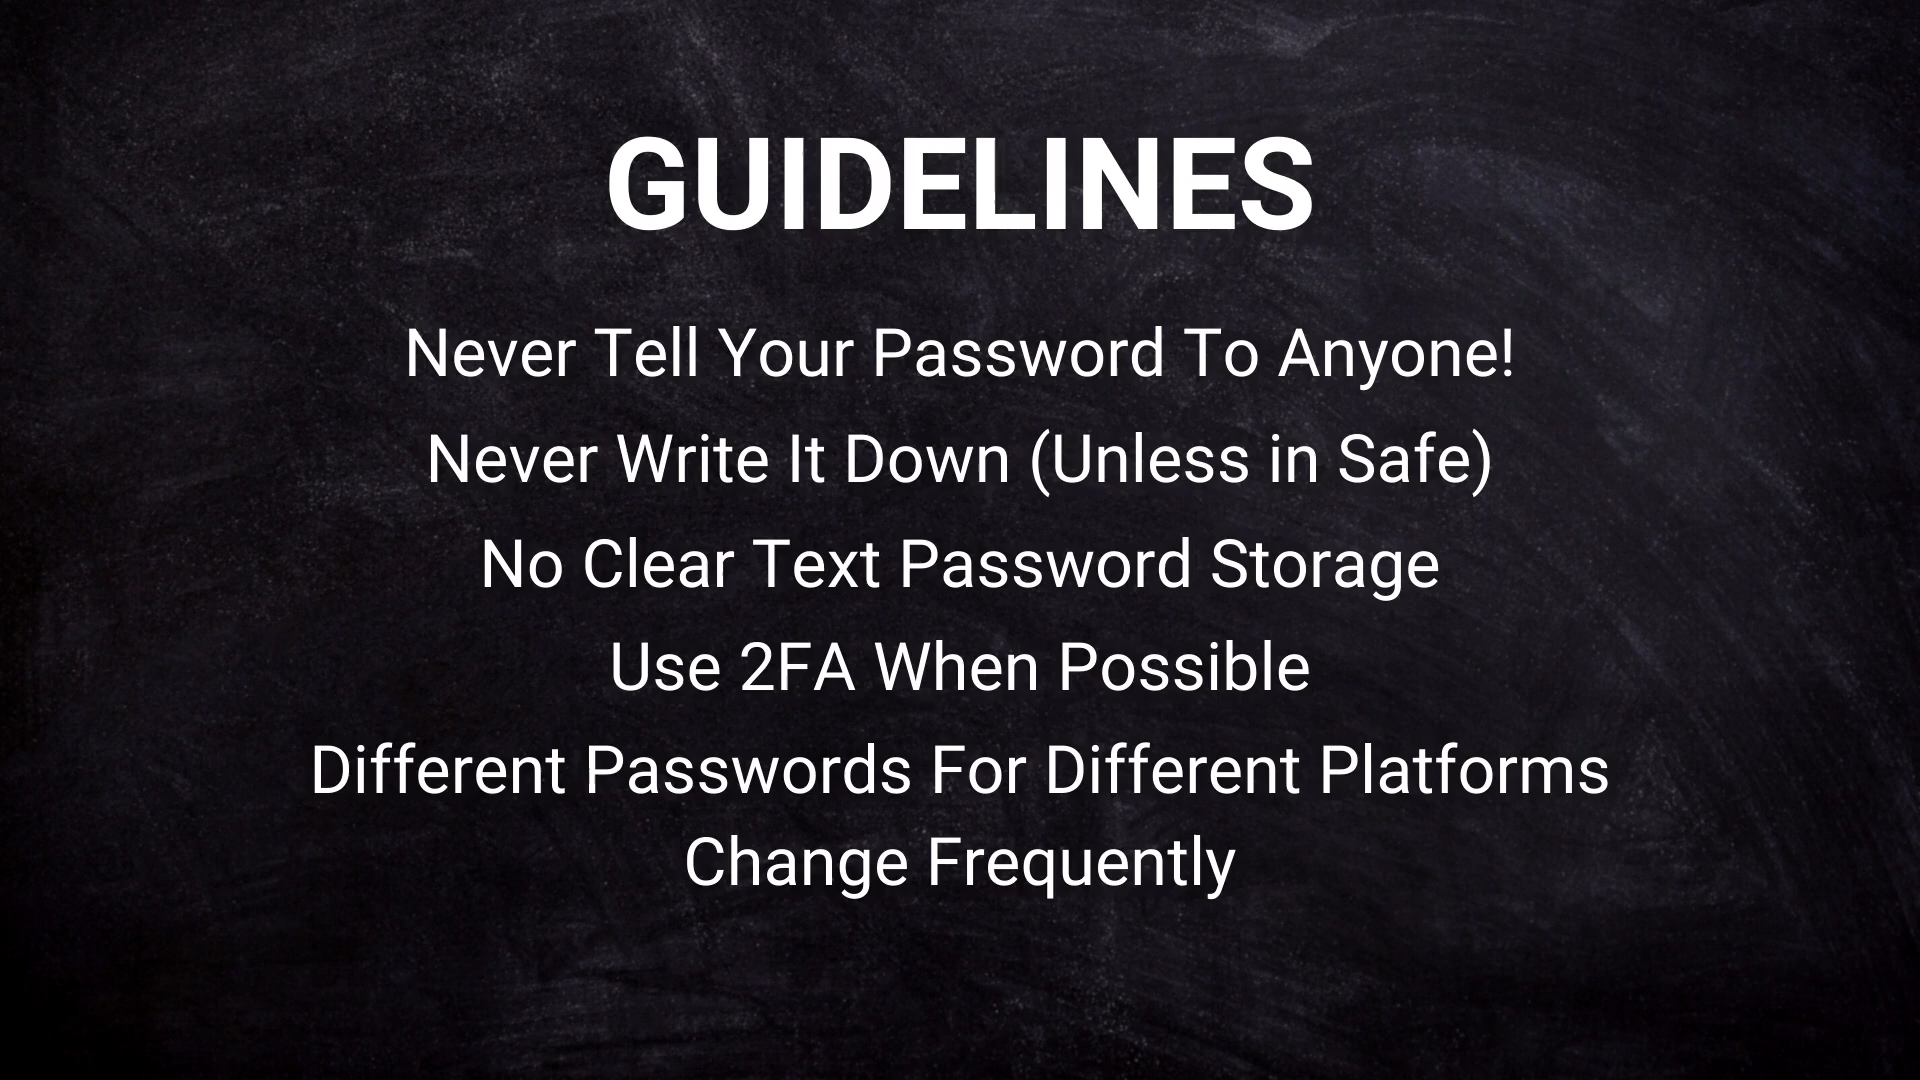 GUIDELINES
Never Tell Your Password To Anyone!
Never Write It Down (Unless in Safe)
No Clear Text Password Storage
Use 2FA When Possible
Different Passwords For Different Platforms
Change Frequently